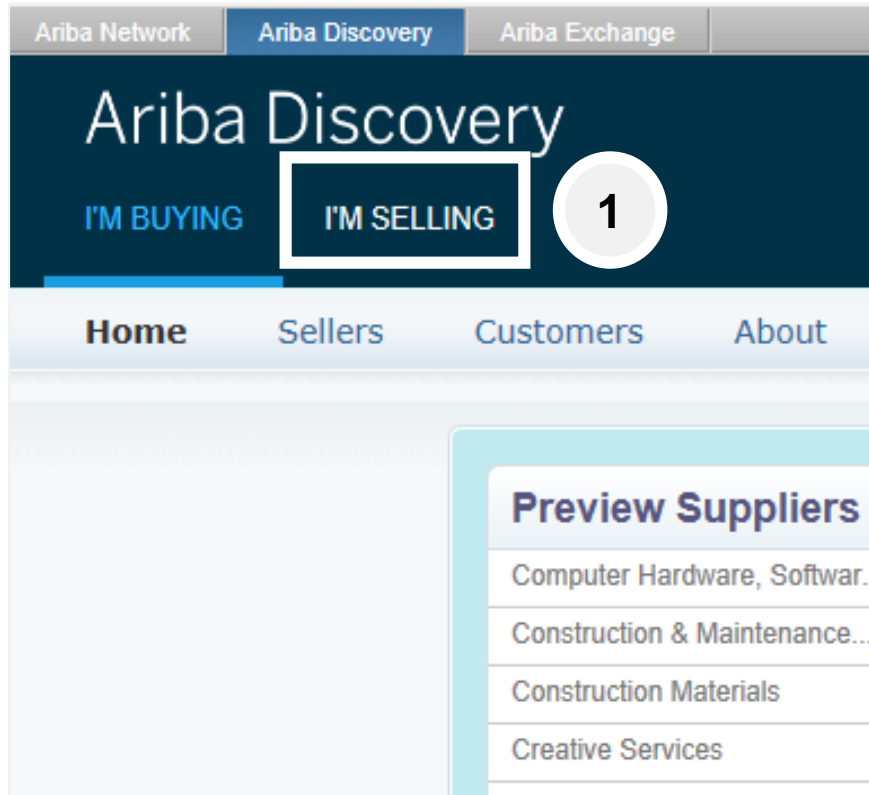 Ariba Network Ariba Discovery Ariba Exchange
Ariba Discovery
I'M BUYING I'M SELLING 1
Home Sellers Customers About
Preview Suppliers
Computer Hardware, Softwar..
Construction & Maintenance...
Construction Materials
Creative Services